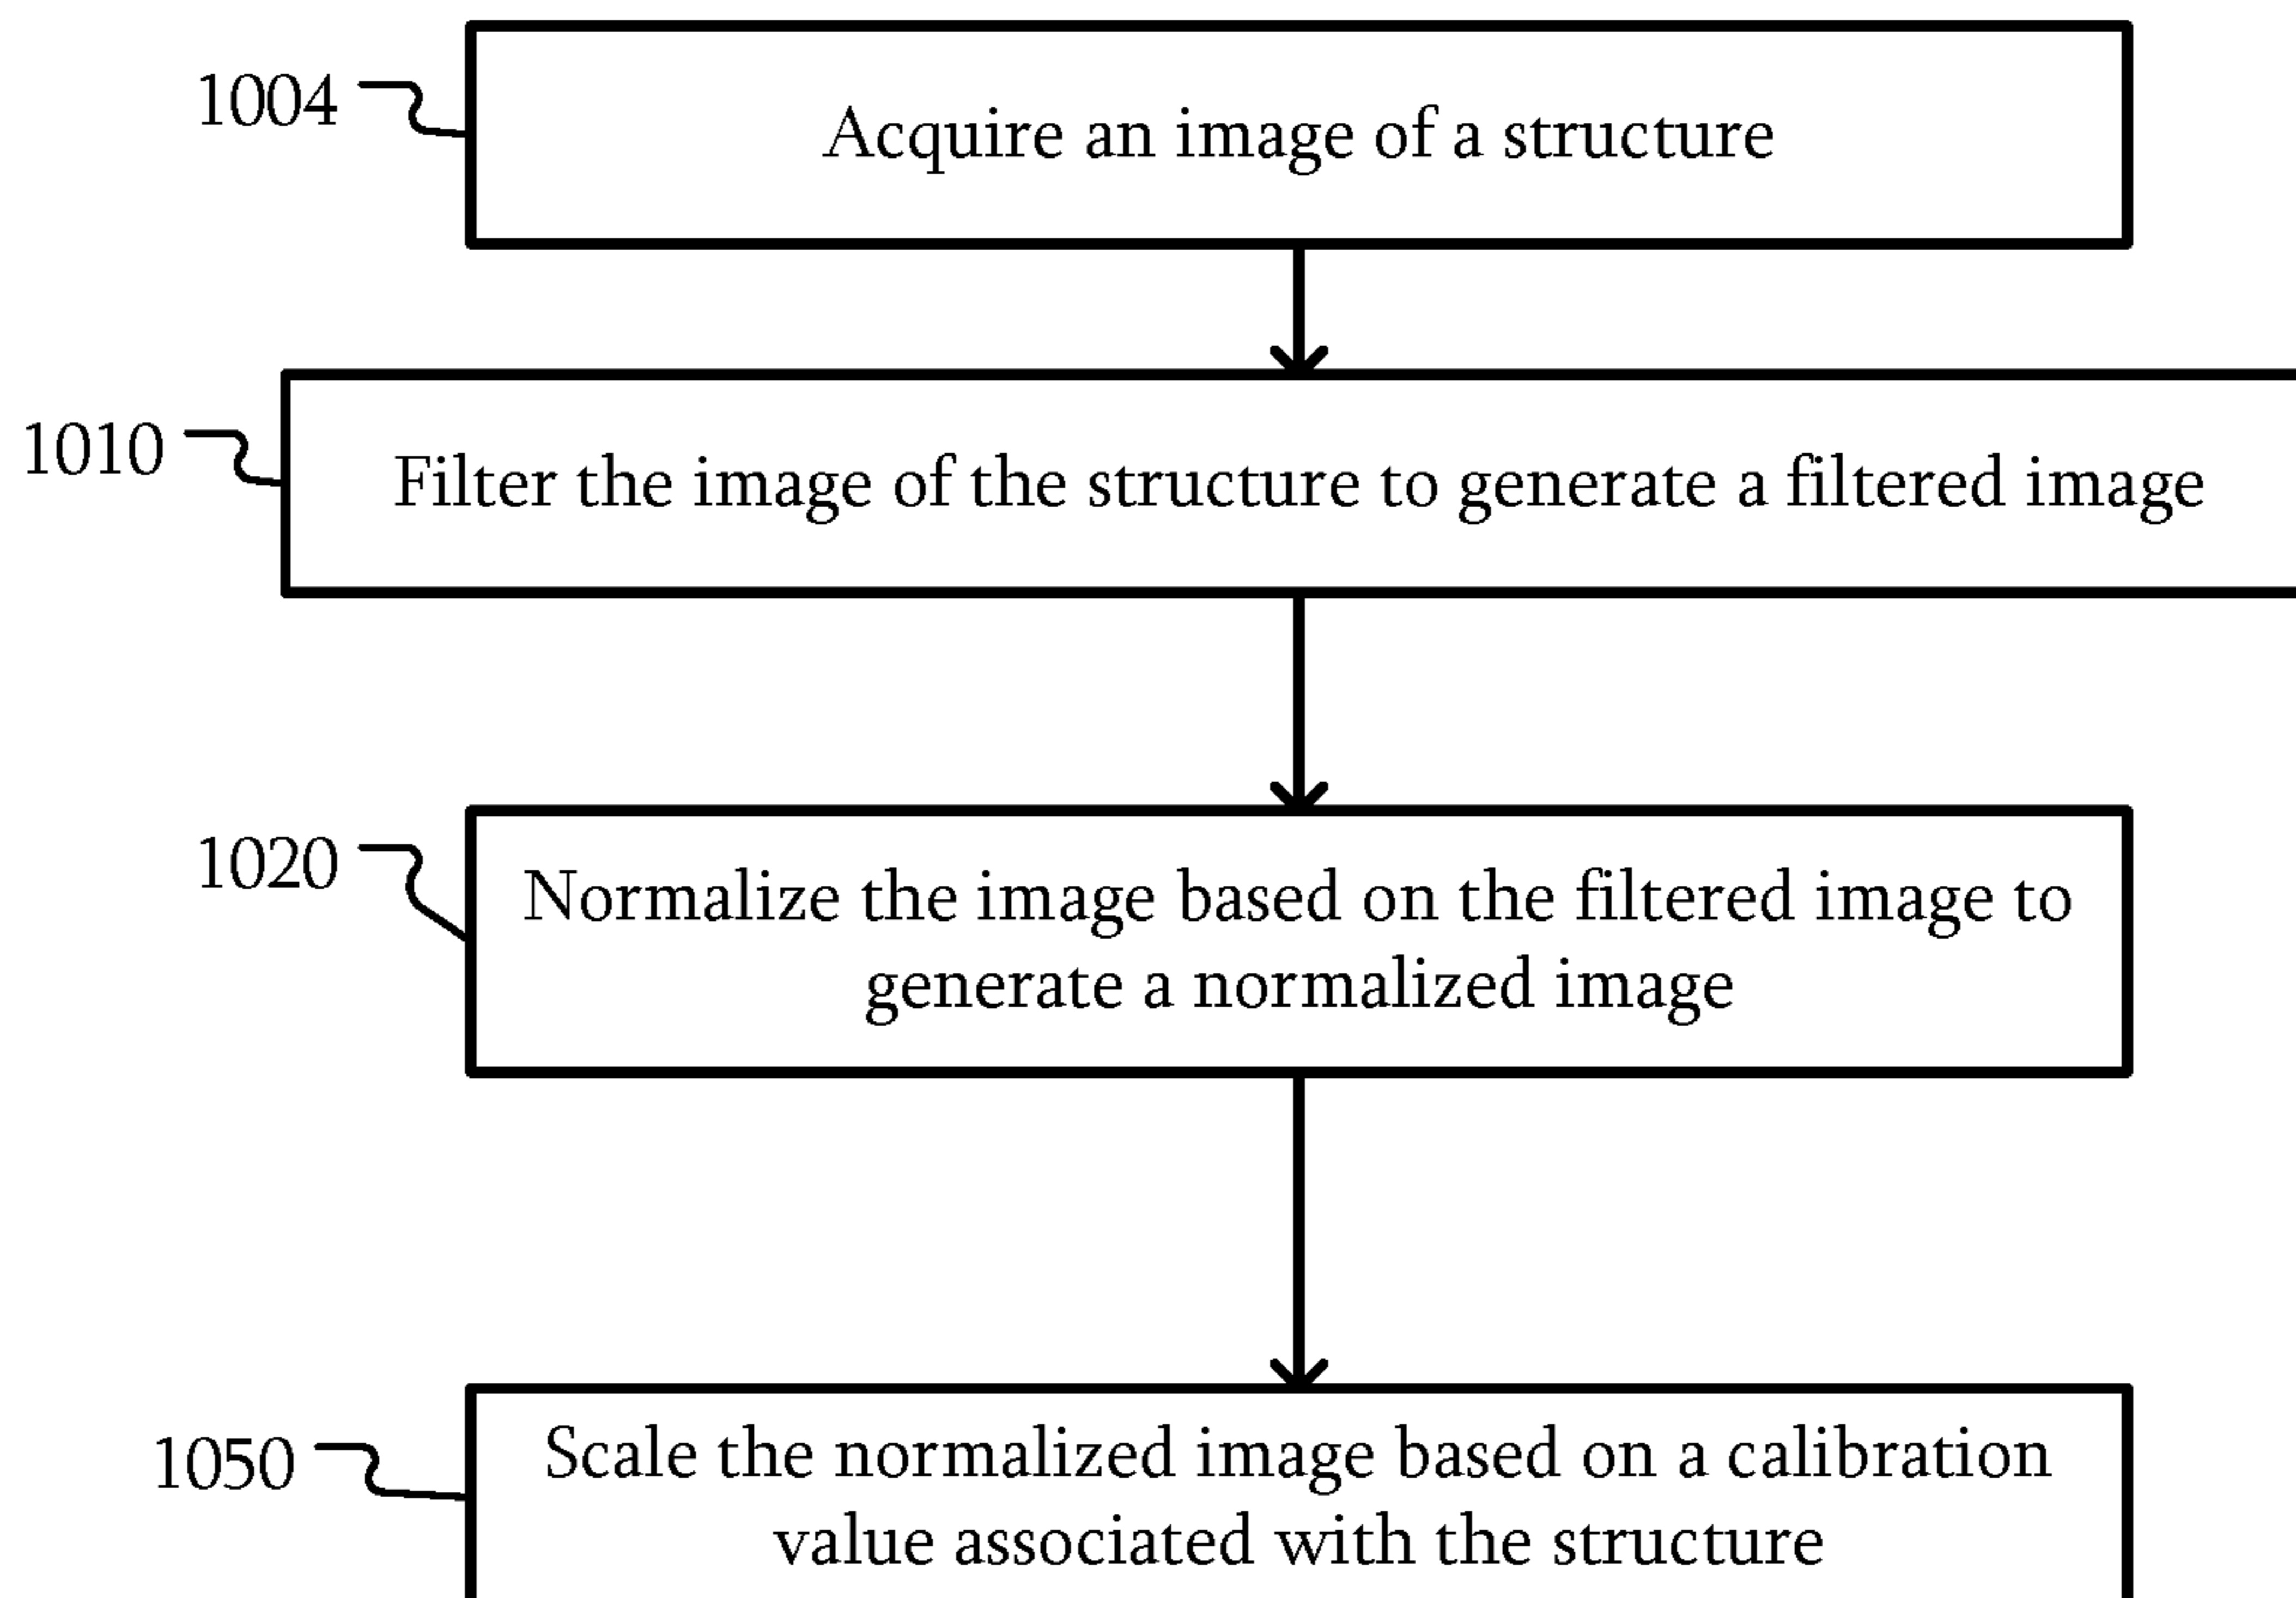 1004
Acquire an image of a structure
1010
Filter the image of the structure to generate a filtered image
1020
Normalize the image based on the filtered image to
generate a normalized image
1050
Scale the normalized image based on a calibration
value associated with the structure